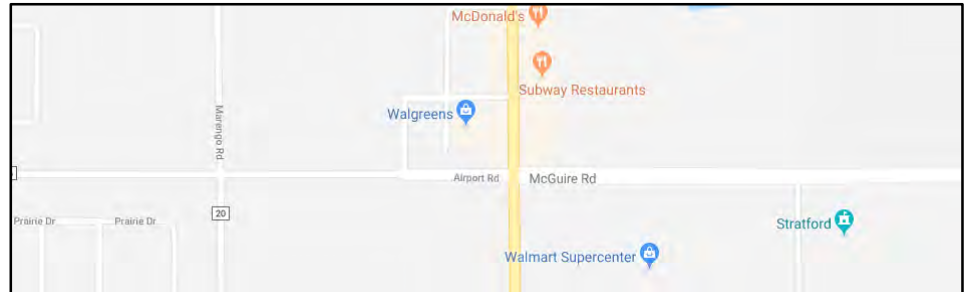 McDonald's
Subway Restaurants
Walgreens
Marengo Rd
Airport Rd
McGuire Rd
20
Prairie Dr
Prairie Dr
Stratford
Walmart Supercenter